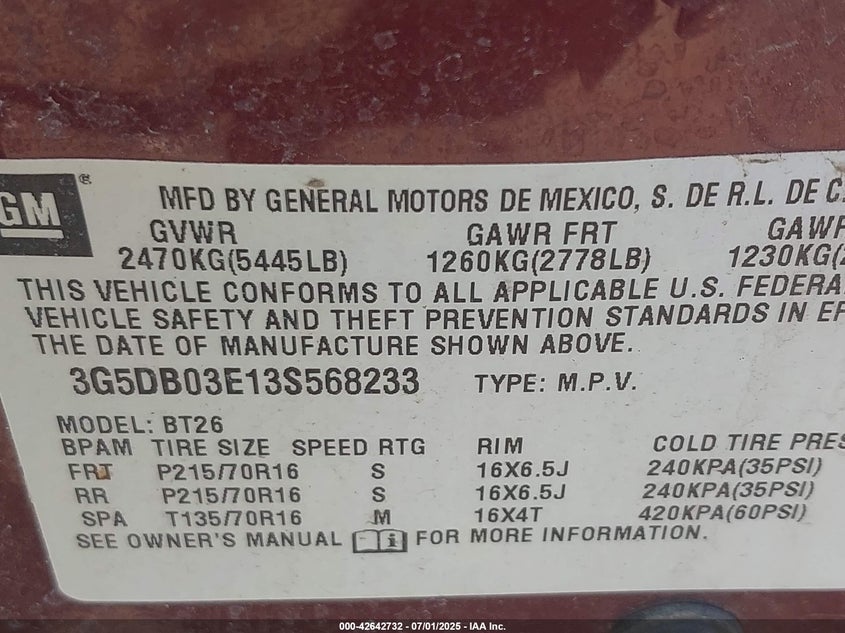 GM®
MFD BY GENERAL MOTORS DE MEXICO, S. DE R.L. DE C.
GVWR GAWR FRT GAWR
2470KG(5445LB) 1260KG(2778LB) 1230KG(2
THIS VEHICLE CONFORMS TO ALL APPLICABLE U.S. FEDERA
VEHICLE SAFETY AND THEFT PREVENTION STANDARDS IN EF
THE DATE OF MANUFACTURE SHOWN ABOVE.
3G5DB03E13S568233 TYPE: M.P.V.
MODEL: BT26
BPAM TIRE SIZE SPEED RTG RIM COLD TIRE PRES
FRT P215/70R16 S 16X6.5J 240KPA(35PSI)
RR P215/70R16 S 16X6.5J 240KPA(35PSI)
SPA T135/70R16 M 16X4T 420KPA(60PSI)
SEE OWNER'S MANUAL i FOR MORE INFORMATION.
000-42642732 - 07/01/2025 - IAA Inc.